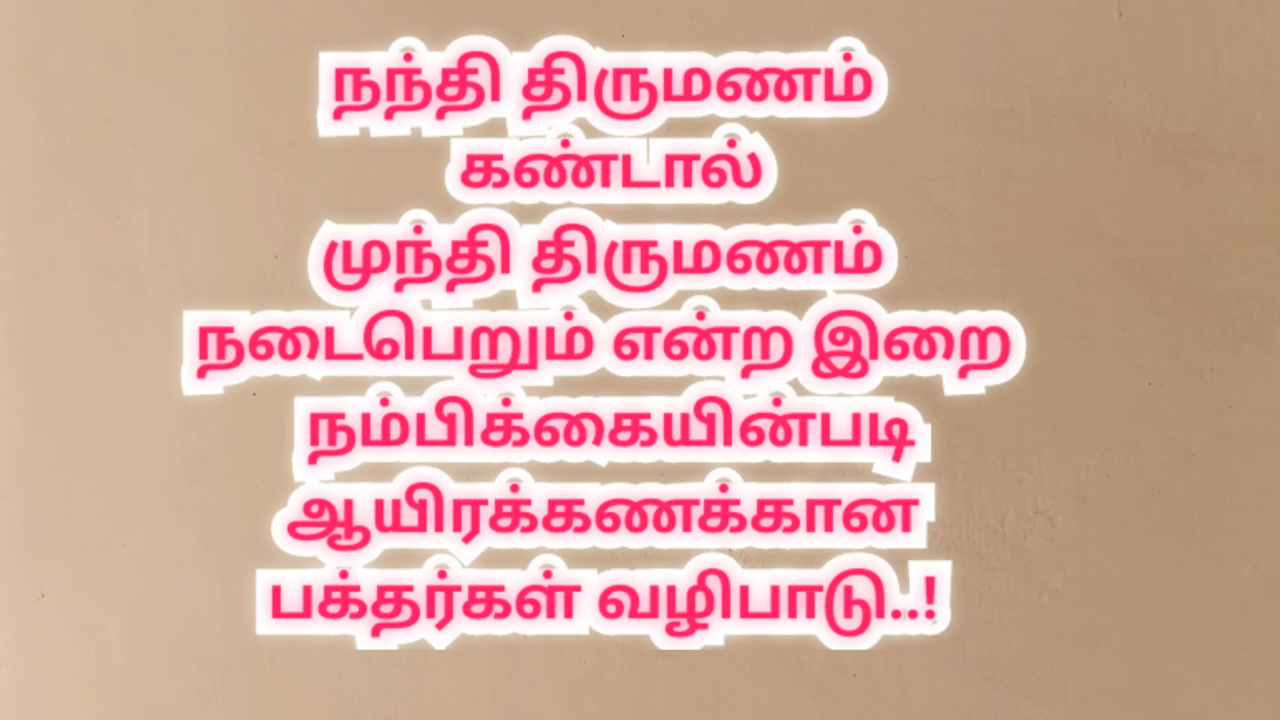 நந்தி திருமணம்
கண்டால்
முந்தி திருமணம்
நடைபெறும் என்ற இறை
நம்பிக்கையின்படி
ஆயிரக்கணக்கான
பக்தர்கள் வழிபாடு..!